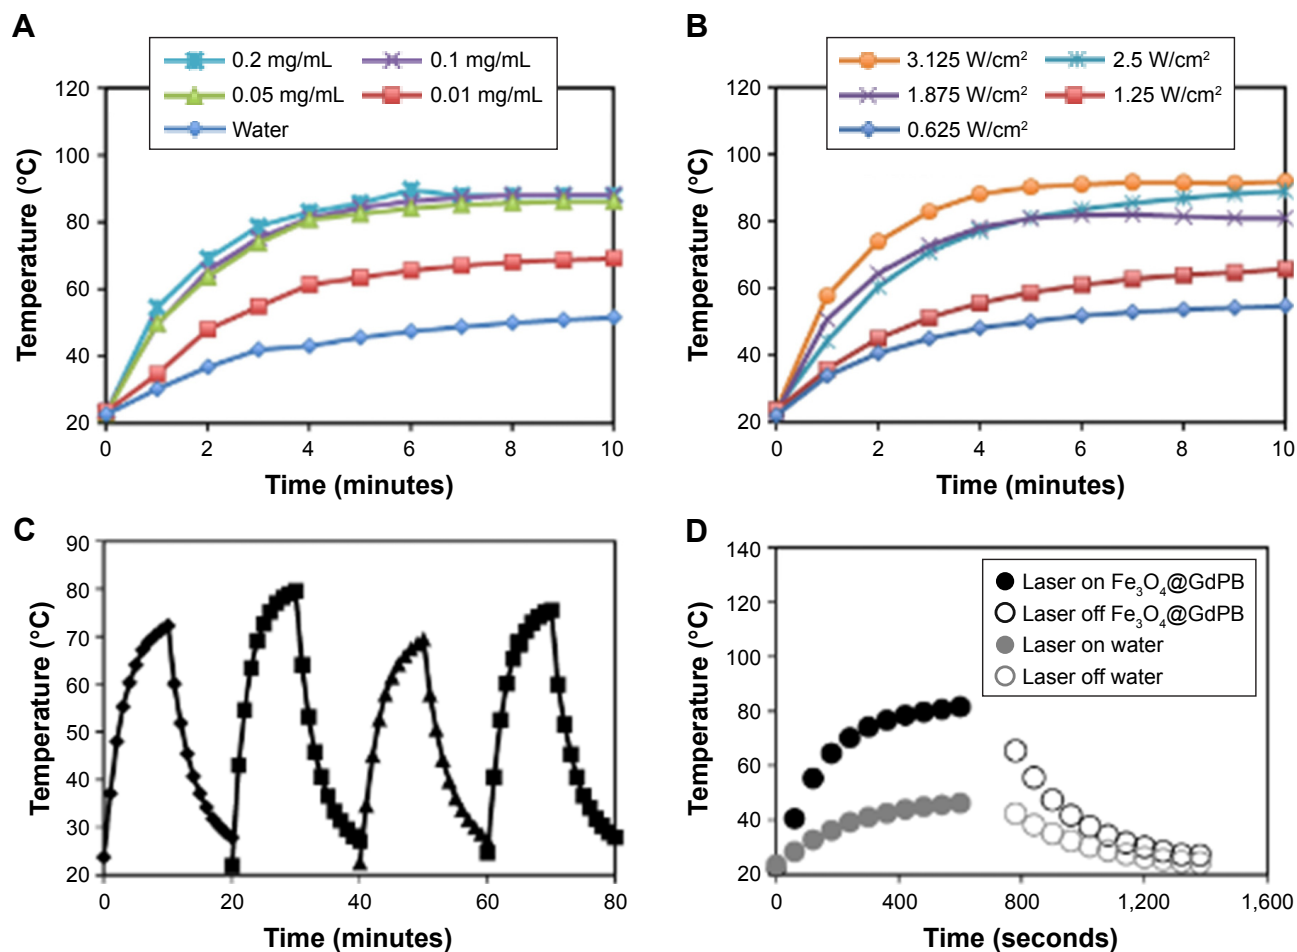 A
0.2 mg/mL 0.1 mg/mL
0.05 mg/mL 0.01 mg/mL
Water
120
100
80
60
40
20
0 2 4 6 8 10
Temperature (°C)
Time (minutes)
B
3.125 W/cm² 2.5 W/cm²
1.875 W/cm² 1.25 W/cm²
0.625 W/cm²
120
100
80
60
40
20
0 2 4 6 8 10
Temperature (°C)
Time (minutes)
C
90
80
70
60
50
40
30
20
0 20 40 60 80
Temperature (°C)
Time (minutes)
D
Laser on Fe₃O₄@GdPB
Laser off Fe₃O₄@GdPB
Laser on water
Laser off water
140
120
100
80
60
40
20
0 400 800 1,200 1,600
Temperature (°C)
Time (seconds)